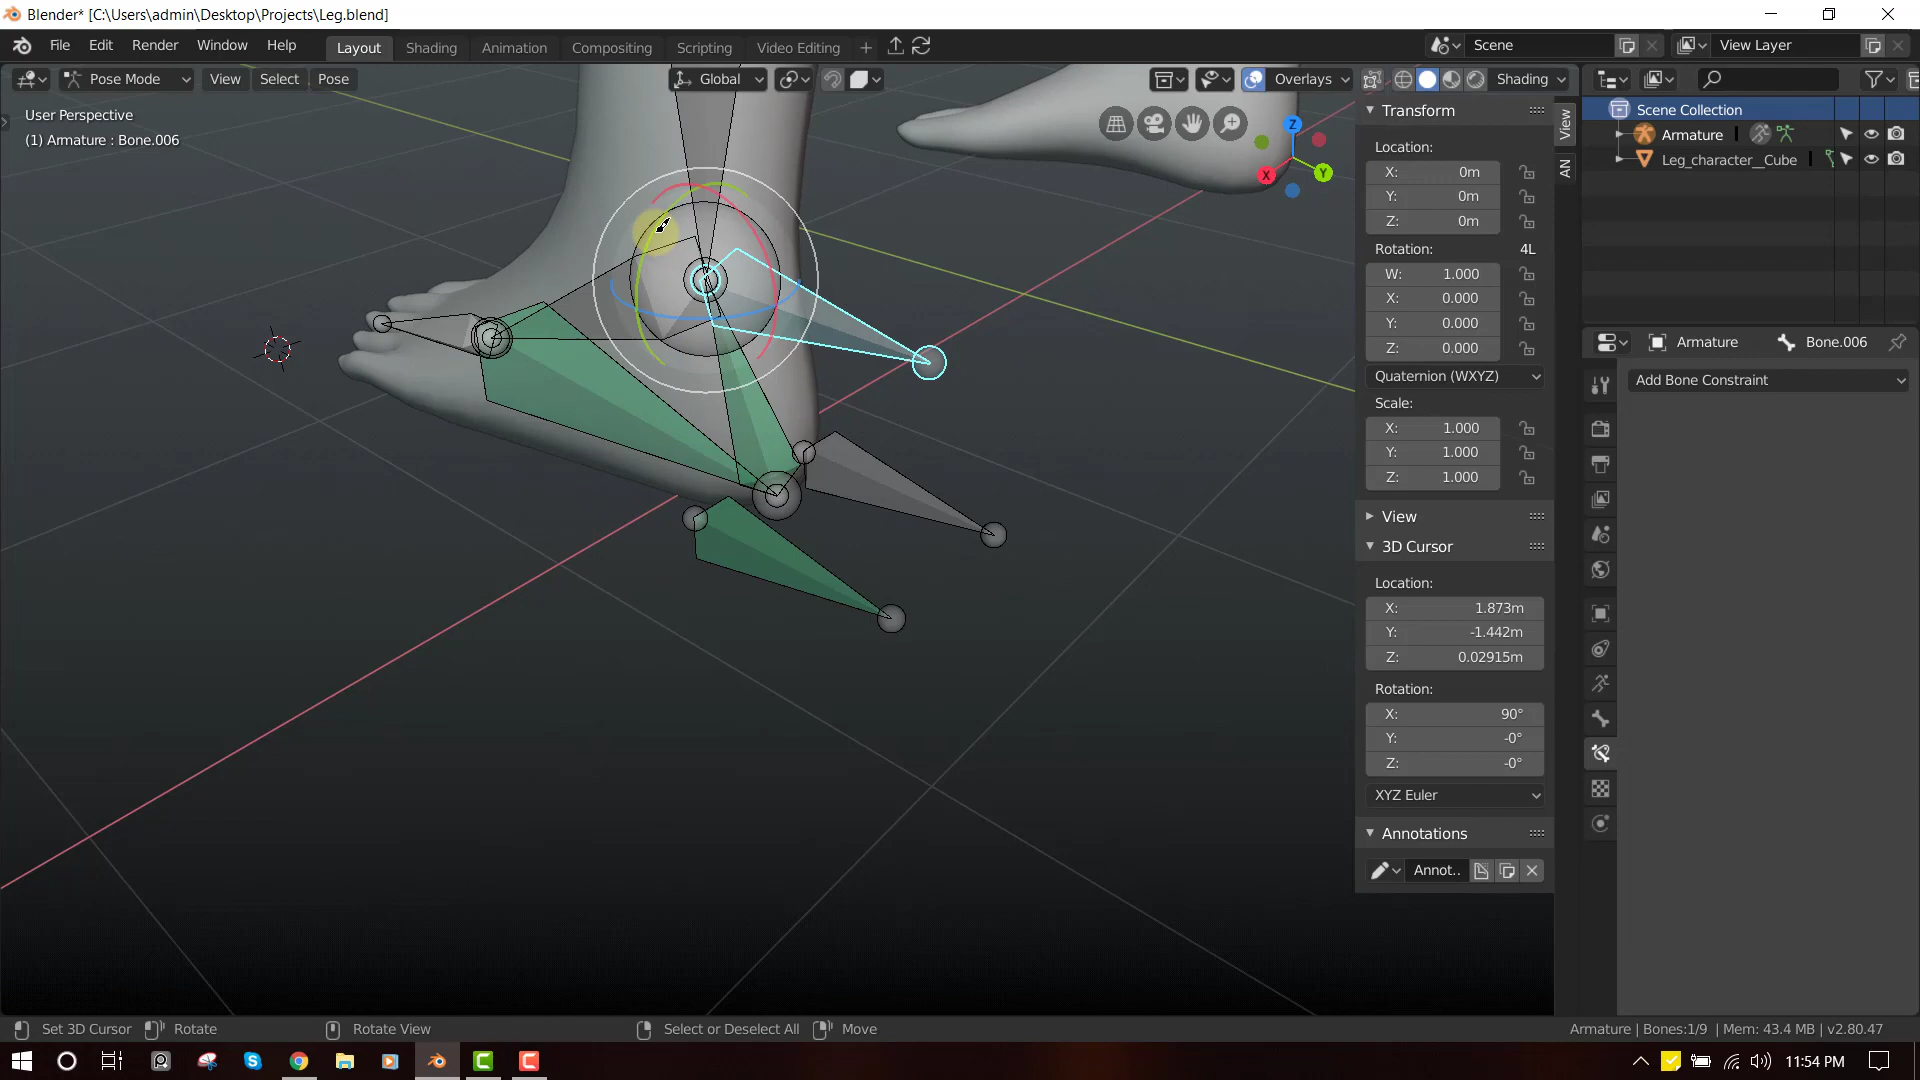 Blender* [C:\Users\admin\Desktop\Projects\Leg.blend]
File Edit Render Window Help Layout Shading Animation Compositing Scripting Video Editing + Scene View Layer
Pose Mode View Select Pose Global Overlays Shading
User Perspective
(1) Armature : Bone.006
Z
Y
X
Transform
Location:
X: 0m
Y: 0m
Z: 0m
Rotation: 4L
W: 1.000
X: 0.000
Y: 0.000
Z: 0.000
Quaternion (WXYZ)
Scale:
X: 1.000
Y: 1.000
Z: 1.000
View
3D Cursor
Location:
X: 1.873m
Y: -1.442m
Z: 0.02915m
Rotation:
X: 90°
Y: -0°
Z: -0°
XYZ Euler
Annotations
Annot..
View
AN
Scene Collection
Armature
Leg_character__Cube
Armature Bone.006
Add Bone Constraint
Set 3D Cursor Rotate Rotate View Select or Deselect All Move Armature | Bones:1/9 | Mem: 43.4 MB | v2.80.47
11:54 PM